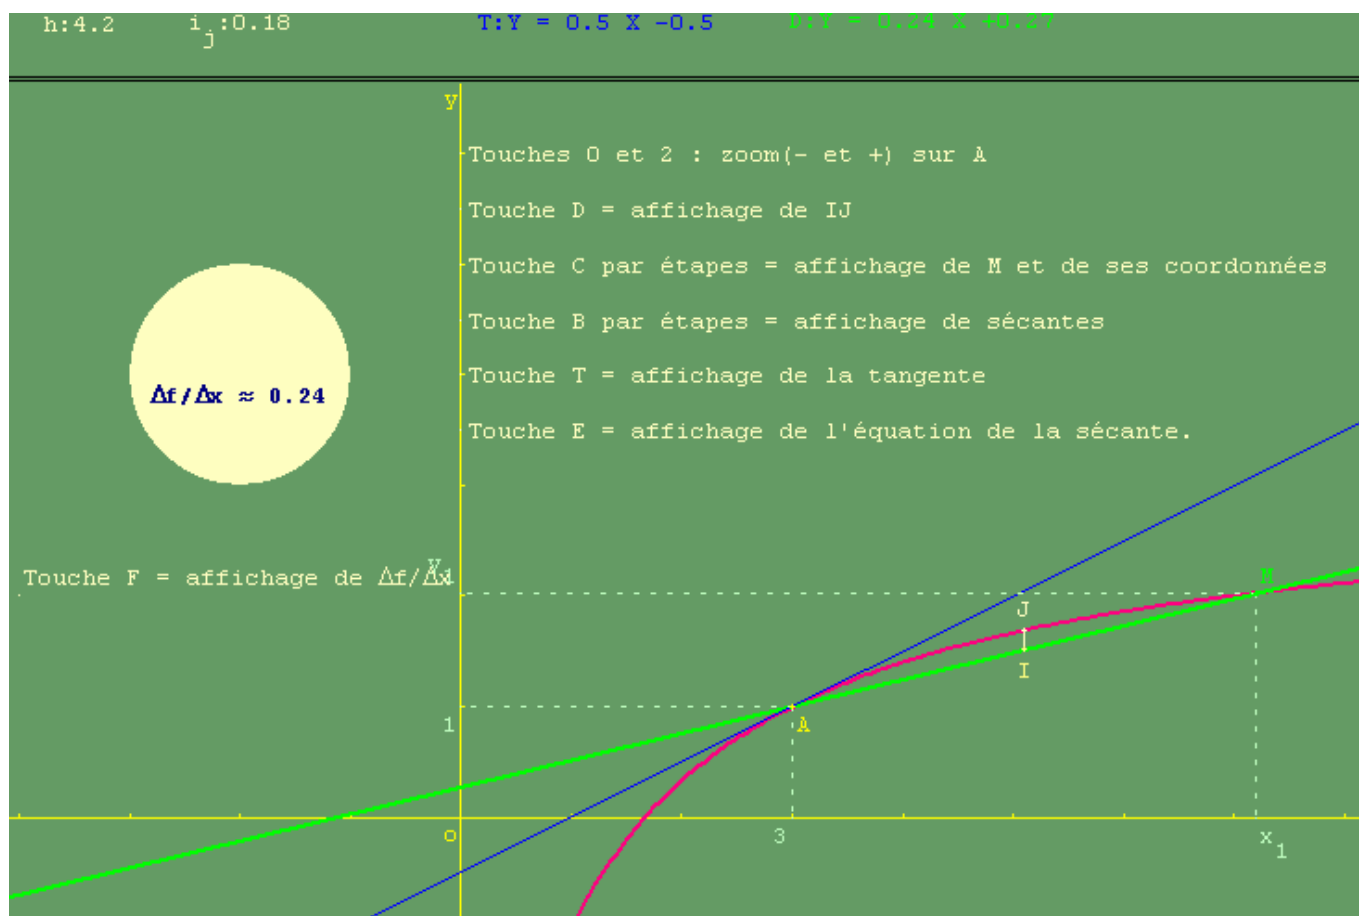 h:4.2 i_j:0.18 T:Y = 0.5 X -0.5 D:Y = 0.24 X +0.27
y
Touches 0 et 2 : zoom(- et +) sur A
Touche D = affichage de IJ
Touche C par étapes = affichage de M et de ses coordonnées
Touche B par étapes = affichage de sécantes
Touche T = affichage de la tangente
Δf/Δx ≈ 0.24
Touche E = affichage de l'équation de la sécante.
Touche F = affichage de Δf/Δx
y1
M
J
I
1
A
o
3
x1